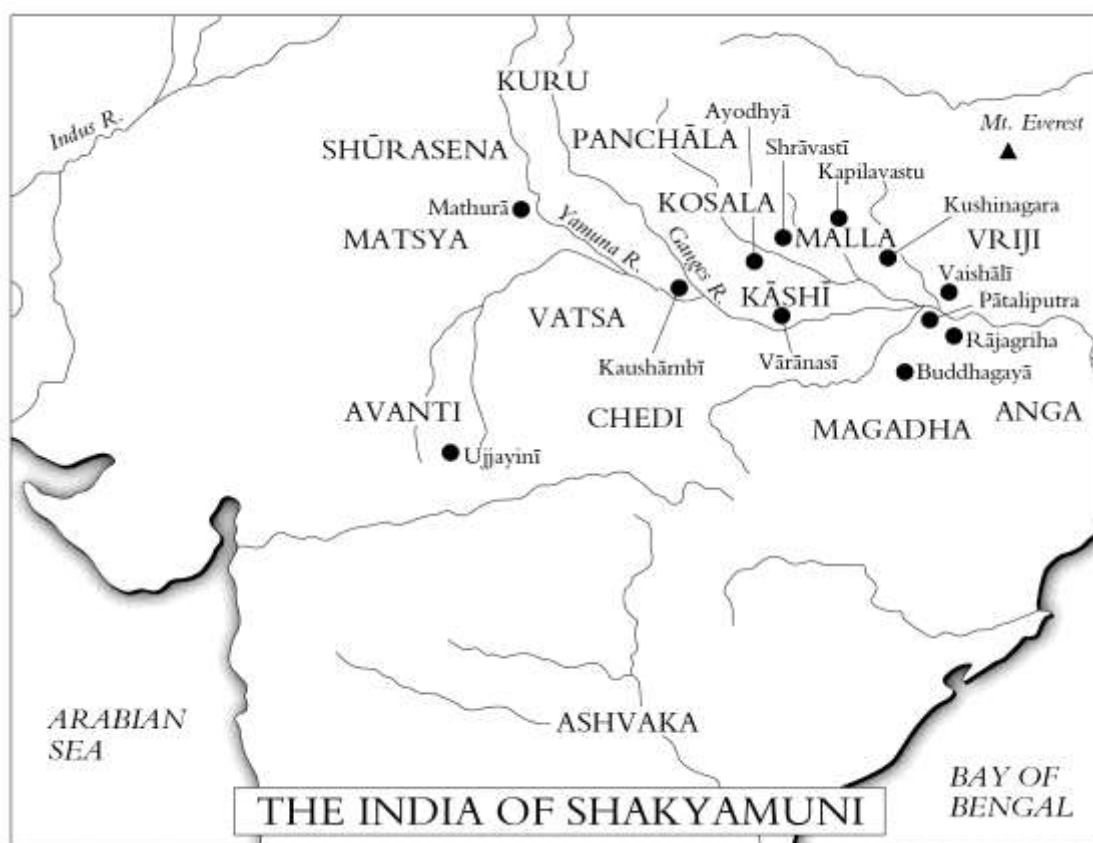 KURU
Indus R.
Ayodhyā
Mt. Everest
PANCHĀLA
SHŪRASENA
Shrāvastī
Kapilavastu
KOSALA
Kushinagara
Mathurā
MATSYA
Yamuna R.
Ganges R.
MALLA
VRIJI
Vaishālī
KĀSHĪ
Pātaliputra
VATSA
Rājagriha
Kaushāmbī
Vārānasī
Buddhagayā
AVANTI
CHEDI
MAGADHA
ANGA
Ujjayinī
ARABIAN
SEA
ASHVAKA
BAY OF
BENGAL
THE INDIA OF SHAKYAMUNI